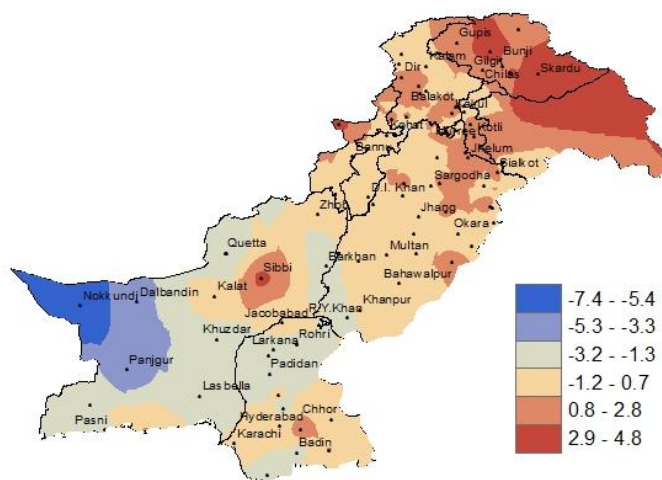 Gupis
Bunji
Kalam
Gilgit
Dir
Chilas
Skardu
Balakot
Kakul
Kohat
Kotli
Bannu
Jhelum
Sialkot
Sargodha
D.I. Khan
Zhob
Jhang
Okara
Quetta
Multan
Barkhan
Sibbi
Bahawalpur
Nokkundi
Dalbandin
Kalat
Jacobabad
R.Y.Khan
Khanpur
Khuzdar
Rohri
Larkana
Panjgur
Padidan
Lasbella
Pasni
Hyderabad
Chhor
Karachi
Badin
-7.4 - -5.4
-5.3 - -3.3
-3.2 - -1.3
-1.2 - 0.7
0.8 - 2.8
2.9 - 4.8